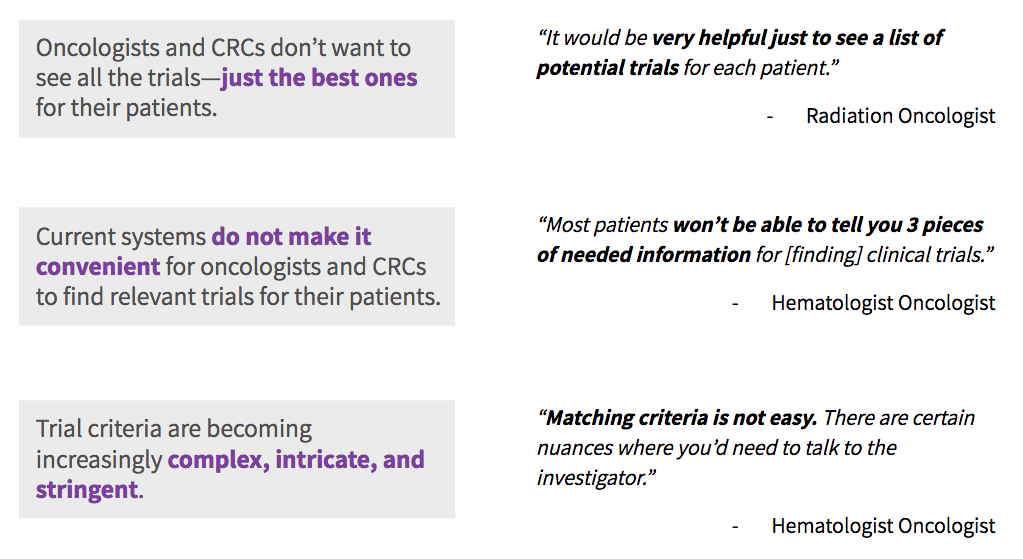 Oncologists and CRCs don’t want to
see all the trials—just the best ones
for their patients.
“It would be very helpful just to see a list of
potential trials for each patient.”
- Radiation Oncologist
Current systems do not make it
convenient for oncologists and CRCs
to find relevant trials for their patients.
“Most patients won’t be able to tell you 3 pieces
of needed information for [finding] clinical trials.”
- Hematologist Oncologist
Trial criteria are becoming
increasingly complex, intricate, and
stringent.
“Matching criteria is not easy. There are certain
nuances where you’d need to talk to the
investigator.”
- Hematologist Oncologist